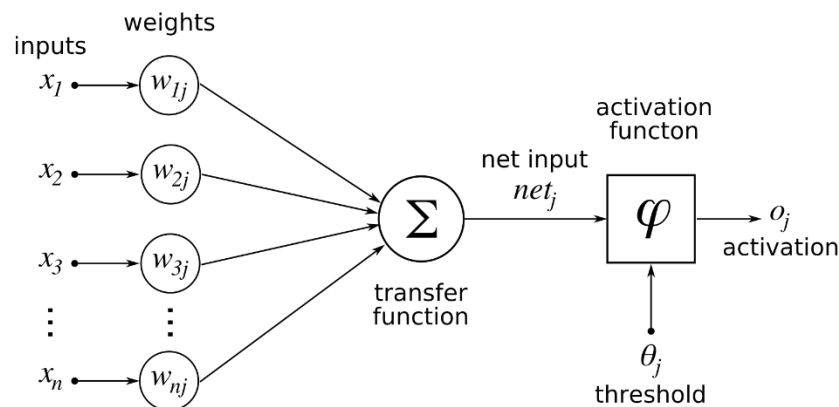 inputs
weights
x1
w1j
x2
w2j
x3
w3j
⋮
⋮
xn
wnj
Σ
transfer
function
net input
netj
activation
functon
φ
oj
activation
θj
threshold